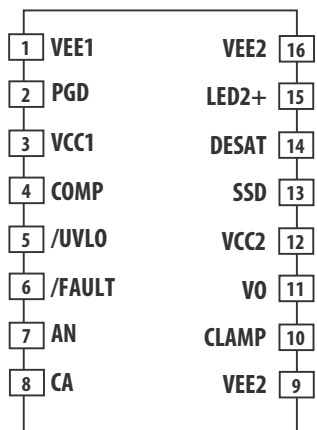 1 VEE1 VEE2 16
2 PGD LED2+ 15
3 VCC1 DESAT 14
4 COMP SSD 13
5 /UVLO VCC2 12
6 /FAULT VO 11
7 AN CLAMP 10
8 CA VEE2 9